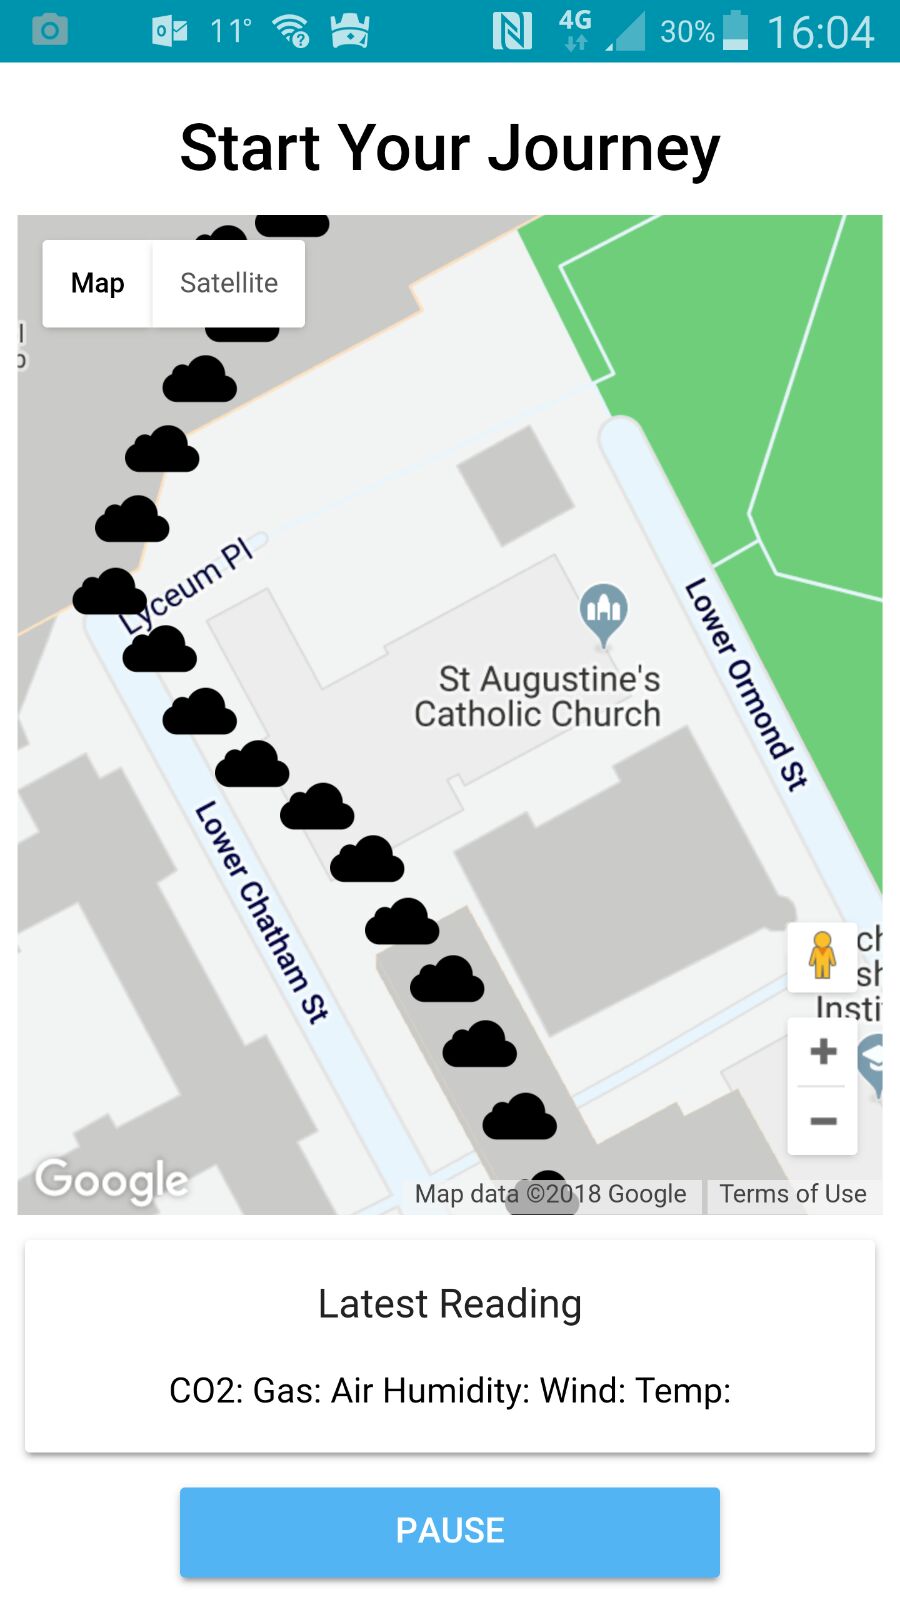 11° 4G 30% 16:04
Start Your Journey
Map Satellite
Lyceum Pl
St Augustine's
Catholic Church
Lower Ormond St
Lower Chatham St
Insti
Google
Map data ©2018 Google Terms of Use
Latest Reading
CO2: Gas: Air Humidity: Wind: Temp:
PAUSE